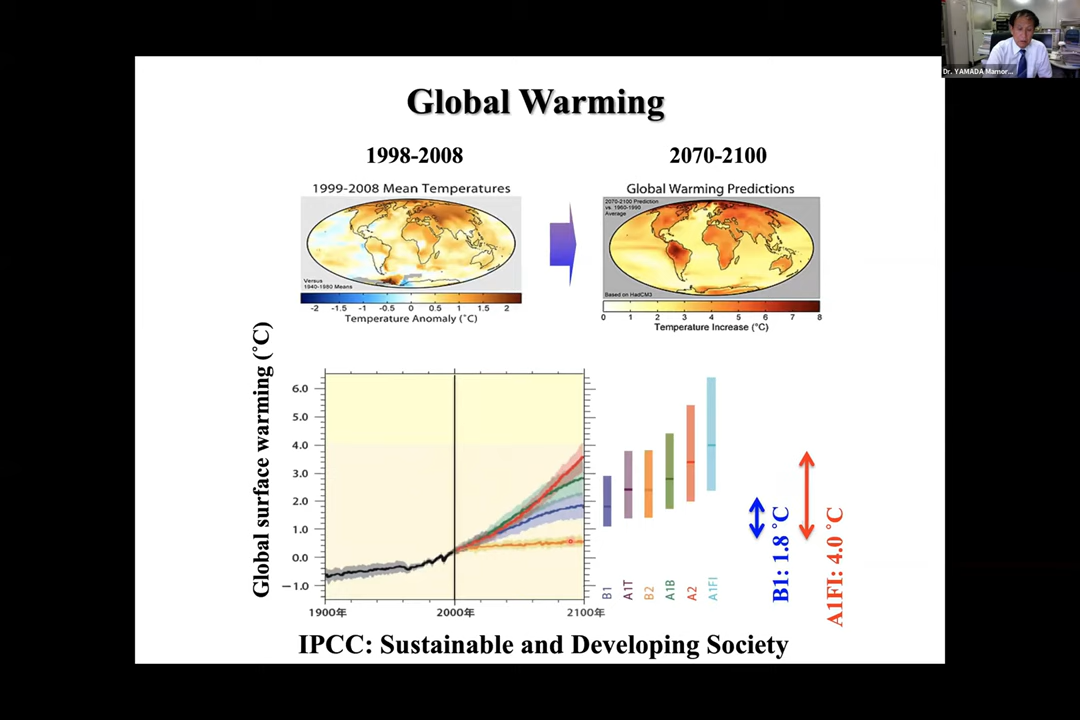 Dr. YAMADA Mamor...
Global Warming
1998-2008
2070-2100
1999-2008 Mean Temperatures
Versus
1940-1980 Means
-2 -1.5 -1 -0.5 0 0.5 1 1.5 2
Temperature Anomaly (˚C)
Global Warming Predictions
2070-2100 Prediction
vs. 1960-1990
Average
Based on HadCM3
0 1 2 3 4 5 6 7 8
Temperature Increase (°C)
Global surface warming (˚C)
6.0
5.0
4.0
3.0
2.0
1.0
0.0
−1.0
1900年 2000年 2100年
B1
A1T
B2
A1B
A2
A1FI
B1: 1.8 ˚C
A1FI: 4.0 ˚C
IPCC: Sustainable and Developing Society